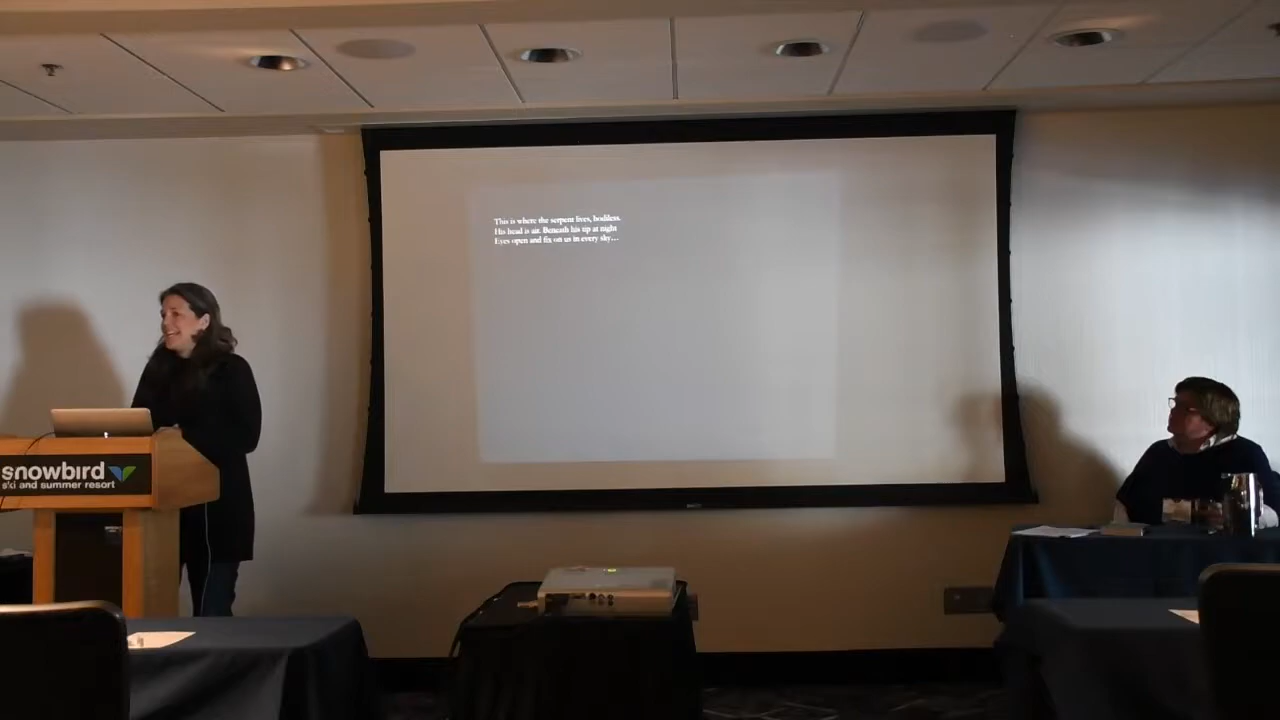 This is where the serpent lives, bodiless.
His head is air. Beneath his tip at night
Eyes open and fix on us in every sky…
snowbird
ski and summer resort